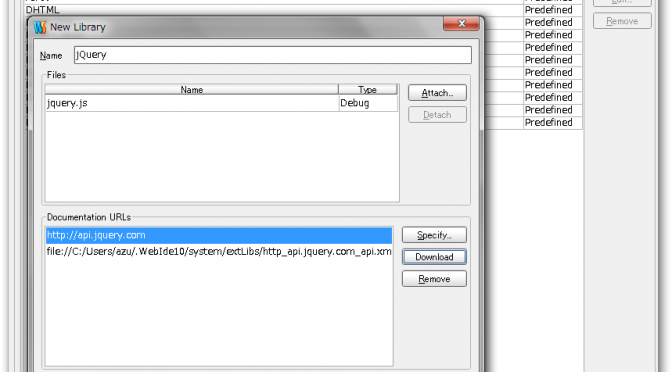 DHTML Predefined
Edit...
Remove
New Library
Predefined
Predefined
Predefined
Predefined
Predefined
Predefined
Predefined
Predefined
Predefined
Name jQuery
Files
Name Type
jquery.js Debug
Attach...
Detach
Documentation URLs
http://api.jquery.com
file://C:/Users/azu/.WebIde10/system/extLibs/http_api.jquery.com_api.xm
Specify...
Download
Remove